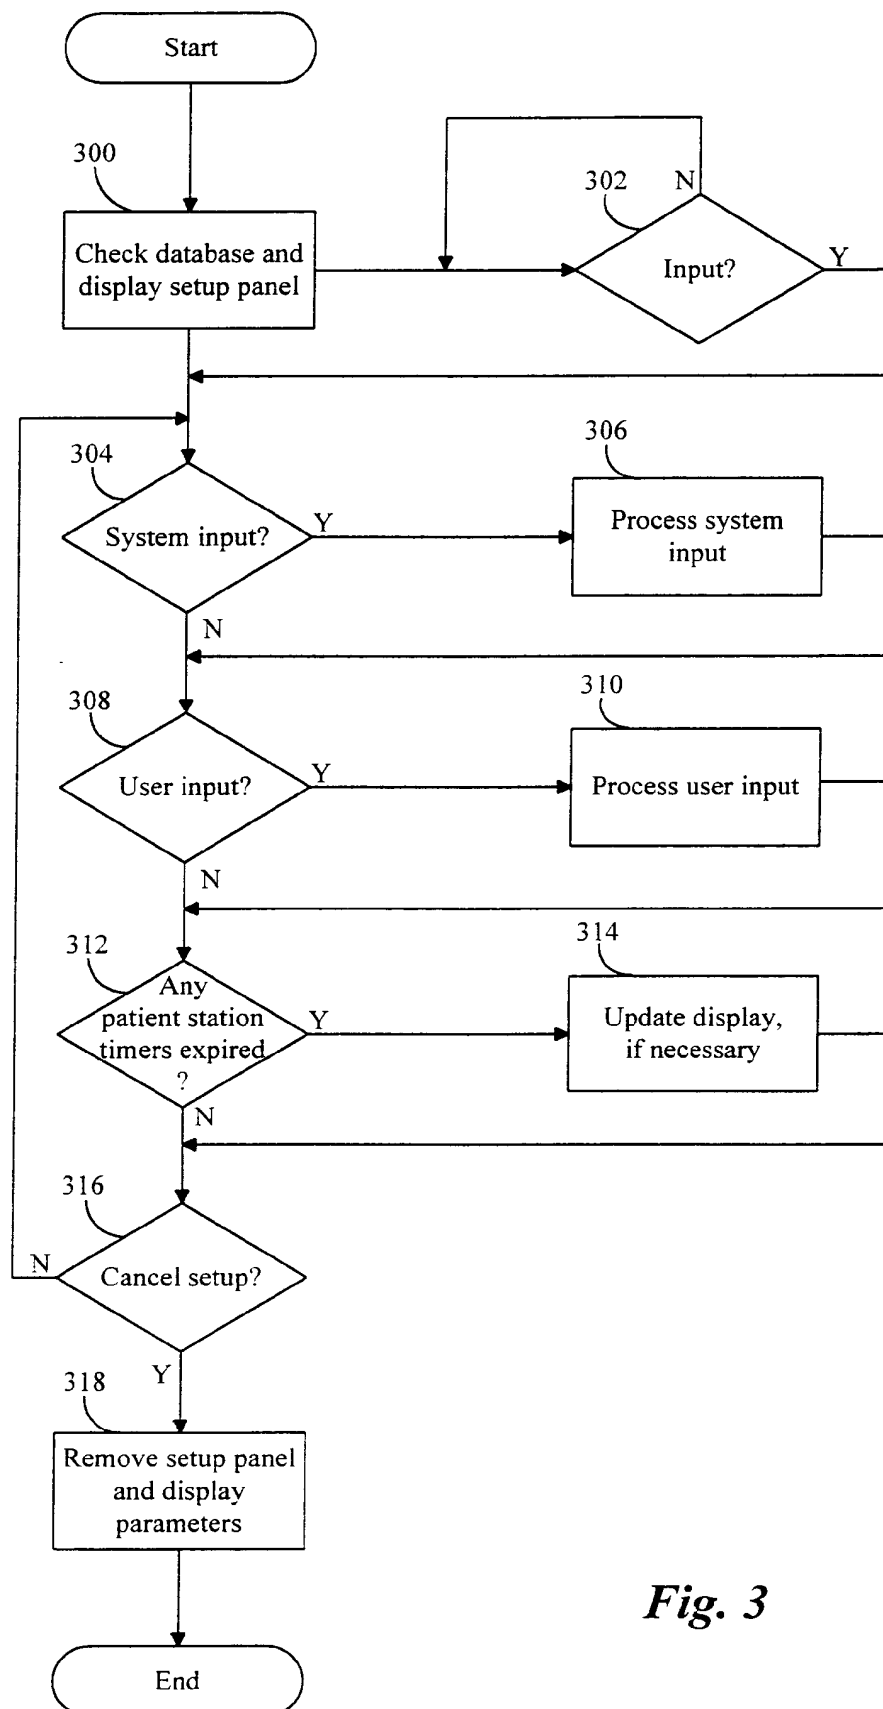 Start
300
Check database and
display setup panel
302
N
Input?
Y
304
System input?
Y
N
306
Process system
input
308
User input?
Y
N
310
Process user input
312
Any
patient station
timers expired
?
Y
N
314
Update display,
if necessary
316
N
Cancel setup?
Y
318
Remove setup panel
and display
parameters
End
Fig. 3